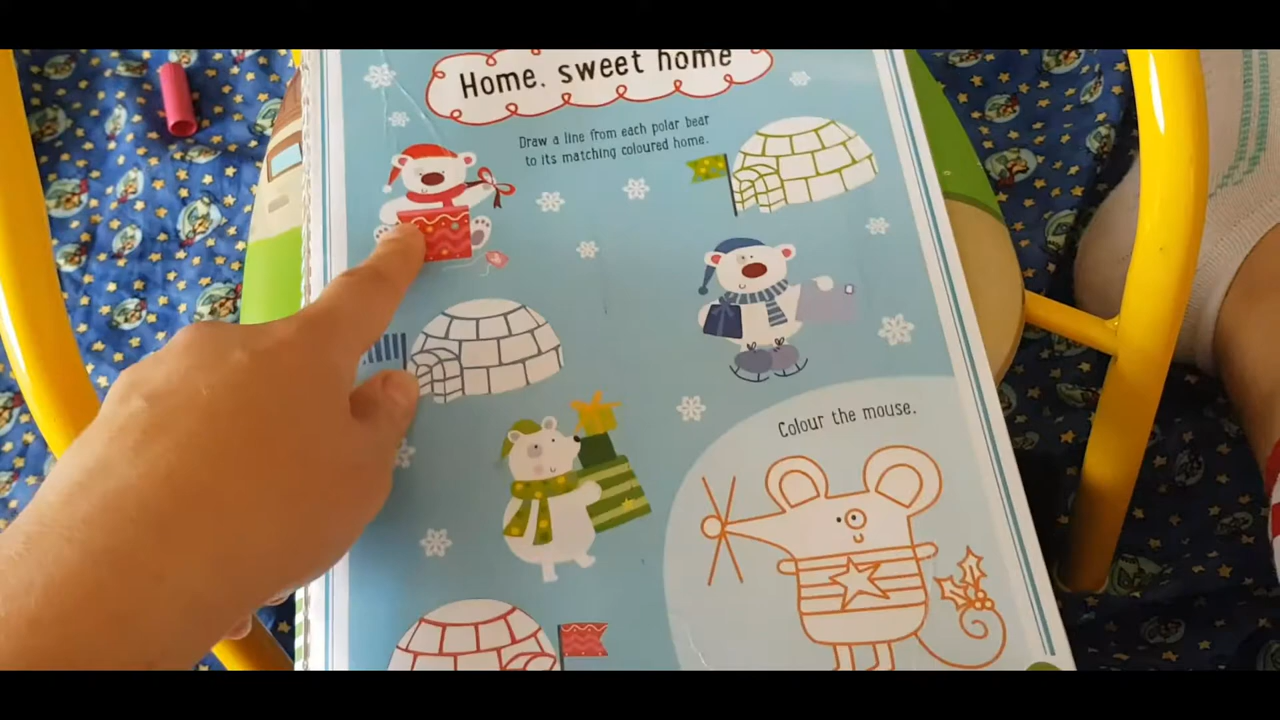 Home, sweet home
Draw a line from each polar bear
to its matching coloured home.
Colour the mouse.